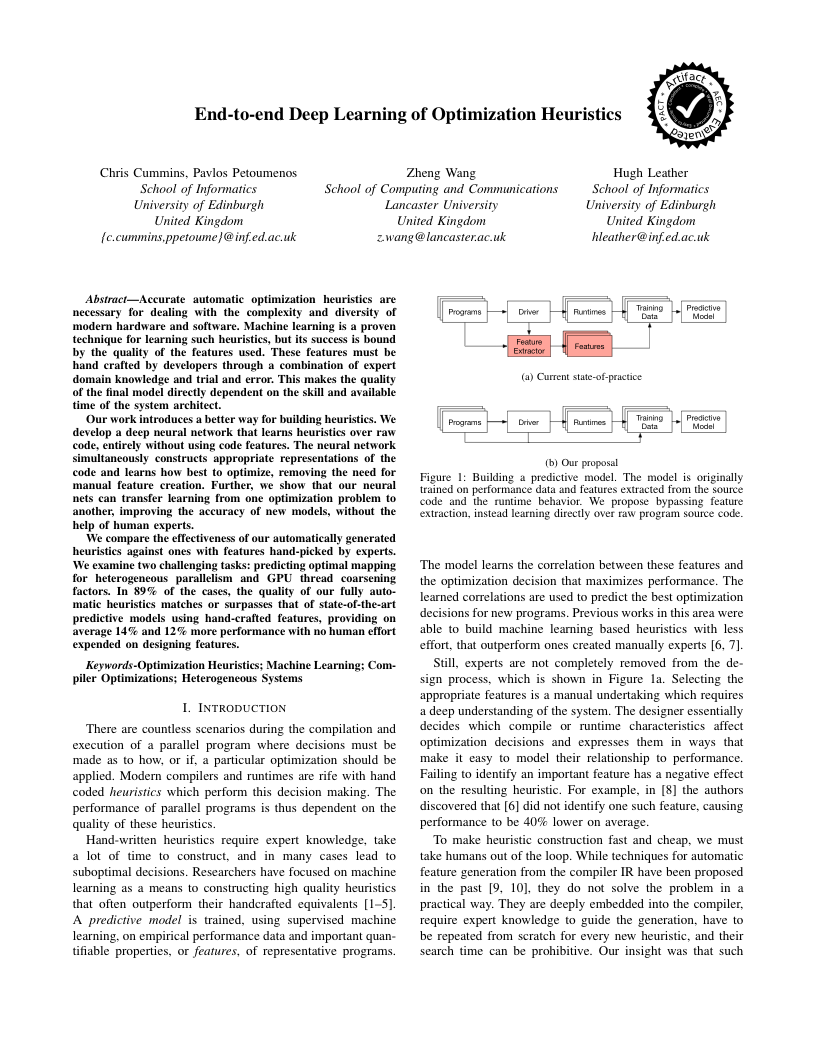 End-to-end Deep Learning of Optimization Heuristics
Artifact
Evaluated
* PACT *
* AEC *
Chris Cummins, Pavlos Petoumenos
School of Informatics
University of Edinburgh
United Kingdom
{c.cummins,ppetoume}@inf.ed.ac.uk
Zheng Wang
School of Computing and Communications
Lancaster University
United Kingdom
z.wang@lancaster.ac.uk
Hugh Leather
School of Informatics
University of Edinburgh
United Kingdom
hleather@inf.ed.ac.uk
Abstract—Accurate automatic optimization heuristics are
necessary for dealing with the complexity and diversity of
modern hardware and software. Machine learning is a proven
technique for learning such heuristics, but its success is bound
by the quality of the features used. These features must be
hand crafted by developers through a combination of expert
domain knowledge and trial and error. This makes the quality
of the final model directly dependent on the skill and available
time of the system architect.
Our work introduces a better way for building heuristics. We
develop a deep neural network that learns heuristics over raw
code, entirely without using code features. The neural network
simultaneously constructs appropriate representations of the
code and learns how best to optimize, removing the need for
manual feature creation. Further, we show that our neural
nets can transfer learning from one optimization problem to
another, improving the accuracy of new models, without the
help of human experts.
We compare the effectiveness of our automatically generated
heuristics against ones with features hand-picked by experts.
We examine two challenging tasks: predicting optimal mapping
for heterogeneous parallelism and GPU thread coarsening
factors. In 89% of the cases, the quality of our fully auto-
matic heuristics matches or surpasses that of state-of-the-art
predictive models using hand-crafted features, providing on
average 14% and 12% more performance with no human effort
expended on designing features.
Keywords-Optimization Heuristics; Machine Learning; Com-
piler Optimizations; Heterogeneous Systems
I. INTRODUCTION
There are countless scenarios during the compilation and
execution of a parallel program where decisions must be
made as to how, or if, a particular optimization should be
applied. Modern compilers and runtimes are rife with hand
coded heuristics which perform this decision making. The
performance of parallel programs is thus dependent on the
quality of these heuristics.
Hand-written heuristics require expert knowledge, take
a lot of time to construct, and in many cases lead to
suboptimal decisions. Researchers have focused on machine
learning as a means to constructing high quality heuristics
that often outperform their handcrafted equivalents [1–5].
A predictive model is trained, using supervised machine
learning, on empirical performance data and important quan-
tifiable properties, or features, of representative programs.
Programs
Driver
Runtimes
Training
Data
Predictive
Model
Feature
Extractor
Features
(a) Current state-of-practice
Programs
Driver
Runtimes
Training
Data
Predictive
Model
(b) Our proposal
Figure 1: Building a predictive model. The model is originally
trained on performance data and features extracted from the source
code and the runtime behavior. We propose bypassing feature
extraction, instead learning directly over raw program source code.
The model learns the correlation between these features and
the optimization decision that maximizes performance. The
learned correlations are used to predict the best optimization
decisions for new programs. Previous works in this area were
able to build machine learning based heuristics with less
effort, that outperform ones created manually experts [6, 7].
Still, experts are not completely removed from the de-
sign process, which is shown in Figure 1a. Selecting the
appropriate features is a manual undertaking which requires
a deep understanding of the system. The designer essentially
decides which compile or runtime characteristics affect
optimization decisions and expresses them in ways that
make it easy to model their relationship to performance.
Failing to identify an important feature has a negative effect
on the resulting heuristic. For example, in [8] the authors
discovered that [6] did not identify one such feature, causing
performance to be 40% lower on average.
To make heuristic construction fast and cheap, we must
take humans out of the loop. While techniques for automatic
feature generation from the compiler IR have been proposed
in the past [9, 10], they do not solve the problem in a
practical way. They are deeply embedded into the compiler,
require expert knowledge to guide the generation, have to
be repeated from scratch for every new heuristic, and their
search time can be prohibitive. Our insight was that such